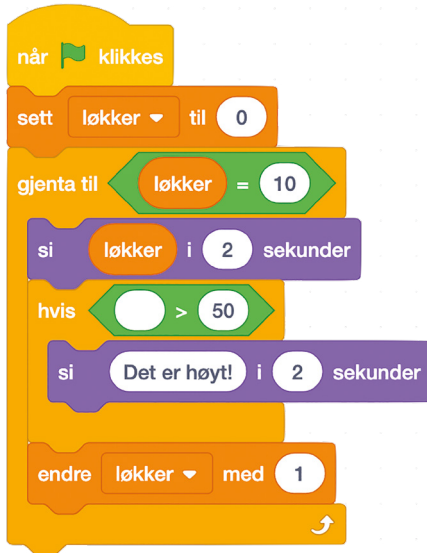 når klikkes
sett løkker til 0
gjenta til løkker = 10
si løkker i 2 sekunder
hvis > 50
si Det er høyt! i 2 sekunder
endre løkker med 1